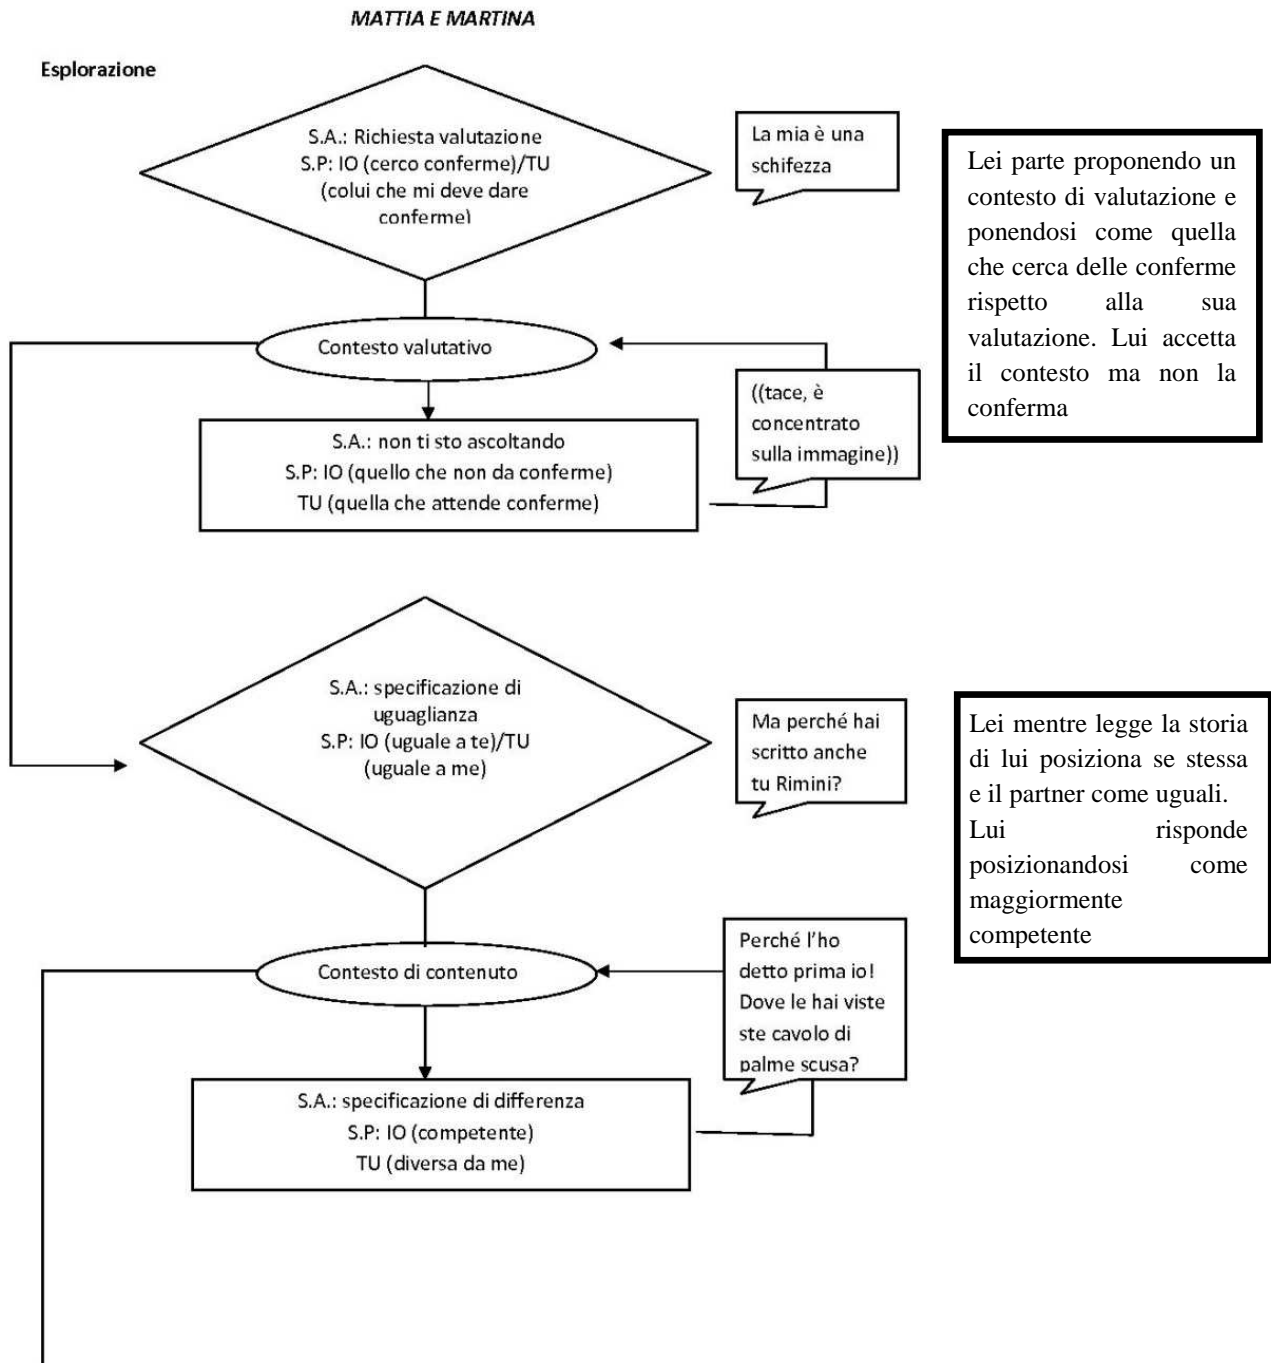 MATTIA E MARTINA
Esplorazione
S.A.: Richiesta valutazione
S.P: IO (cerco conferme)/TU
(colui che mi deve dare
conferme)
La mia è una
schifezza
Lei parte proponendo un
contesto di valutazione e
ponendosi come quella
che cerca delle conferme
rispetto alla sua
valutazione. Lui accetta
il contesto ma non la
conferma
Contesto valutativo
((tace, è
concentrato
sulla immagine))
S.A.: non ti sto ascoltando
S.P: IO (quello che non da conferme)
TU (quella che attende conferme)
S.A.: specificazione di
uguaglianza
S.P: IO (uguale a te)/TU
(uguale a me)
Ma perché hai
scritto anche
tu Rimini?
Lei mentre legge la storia
di lui posiziona se stessa
e il partner come uguali.
Lui risponde
posizionandosi come
maggiormente
competente
Contesto di contenuto
Perché l'ho
detto prima io!
Dove le hai viste
ste cavolo di
palme scusa?
S.A.: specificazione di differenza
S.P: IO (competente)
TU (diversa da me)